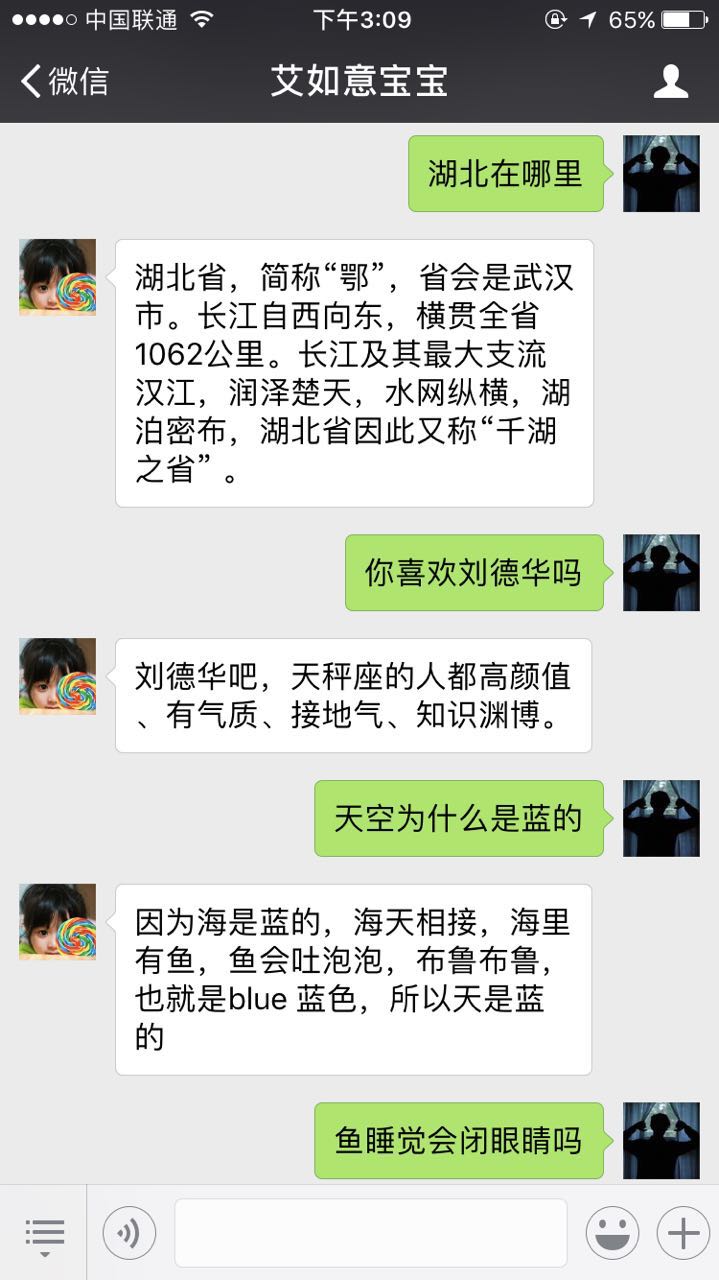 中国联通 下午3:09 65%
微信 艾如意宝宝
湖北在哪里
湖北省，简称“鄂”，省会是武汉
市。长江自西向东，横贯全省
1062公里。长江及其最大支流
汉江，润泽楚天，水网纵横，湖
泊密布，湖北省因此又称“千湖
之省” 。
你喜欢刘德华吗
刘德华吧，天秤座的人都高颜值
、有气质、接地气、知识渊博。
天空为什么是蓝的
因为海是蓝的，海天相接，海里
有鱼，鱼会吐泡泡，布鲁布鲁，
也就是blue 蓝色，所以天是蓝
的
鱼睡觉会闭眼睛吗